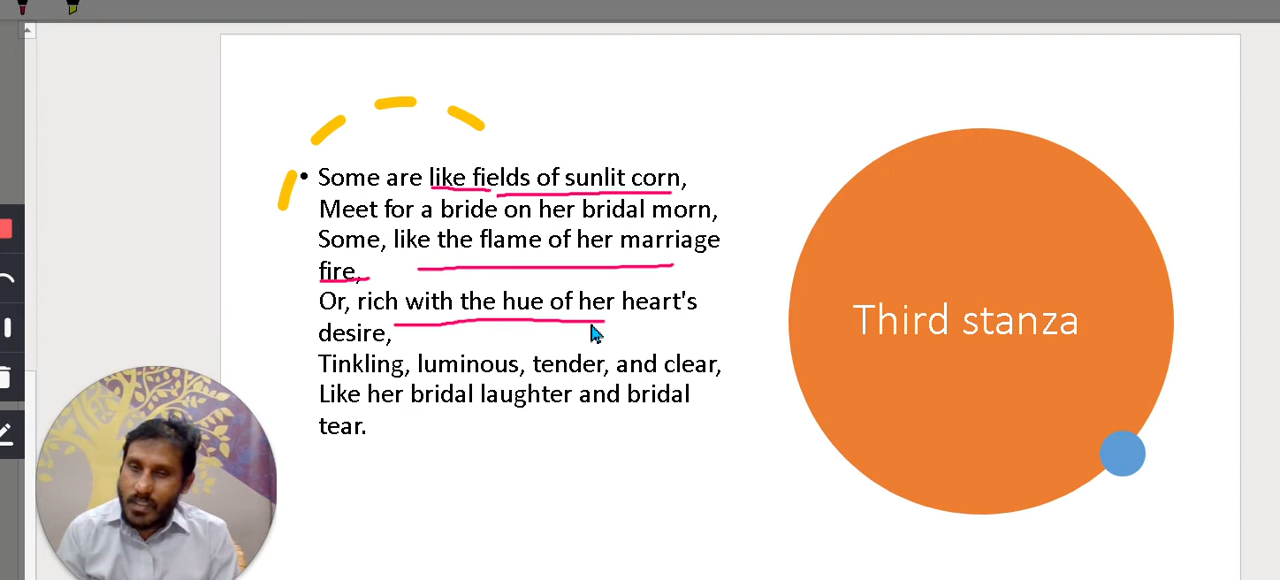 • Some are like fields of sunlit corn,
Meet for a bride on her bridal morn,
Some, like the flame of her marriage
fire,
Or, rich with the hue of her heart's
desire,
Tinkling, luminous, tender, and clear,
Like her bridal laughter and bridal
tear.
Third stanza